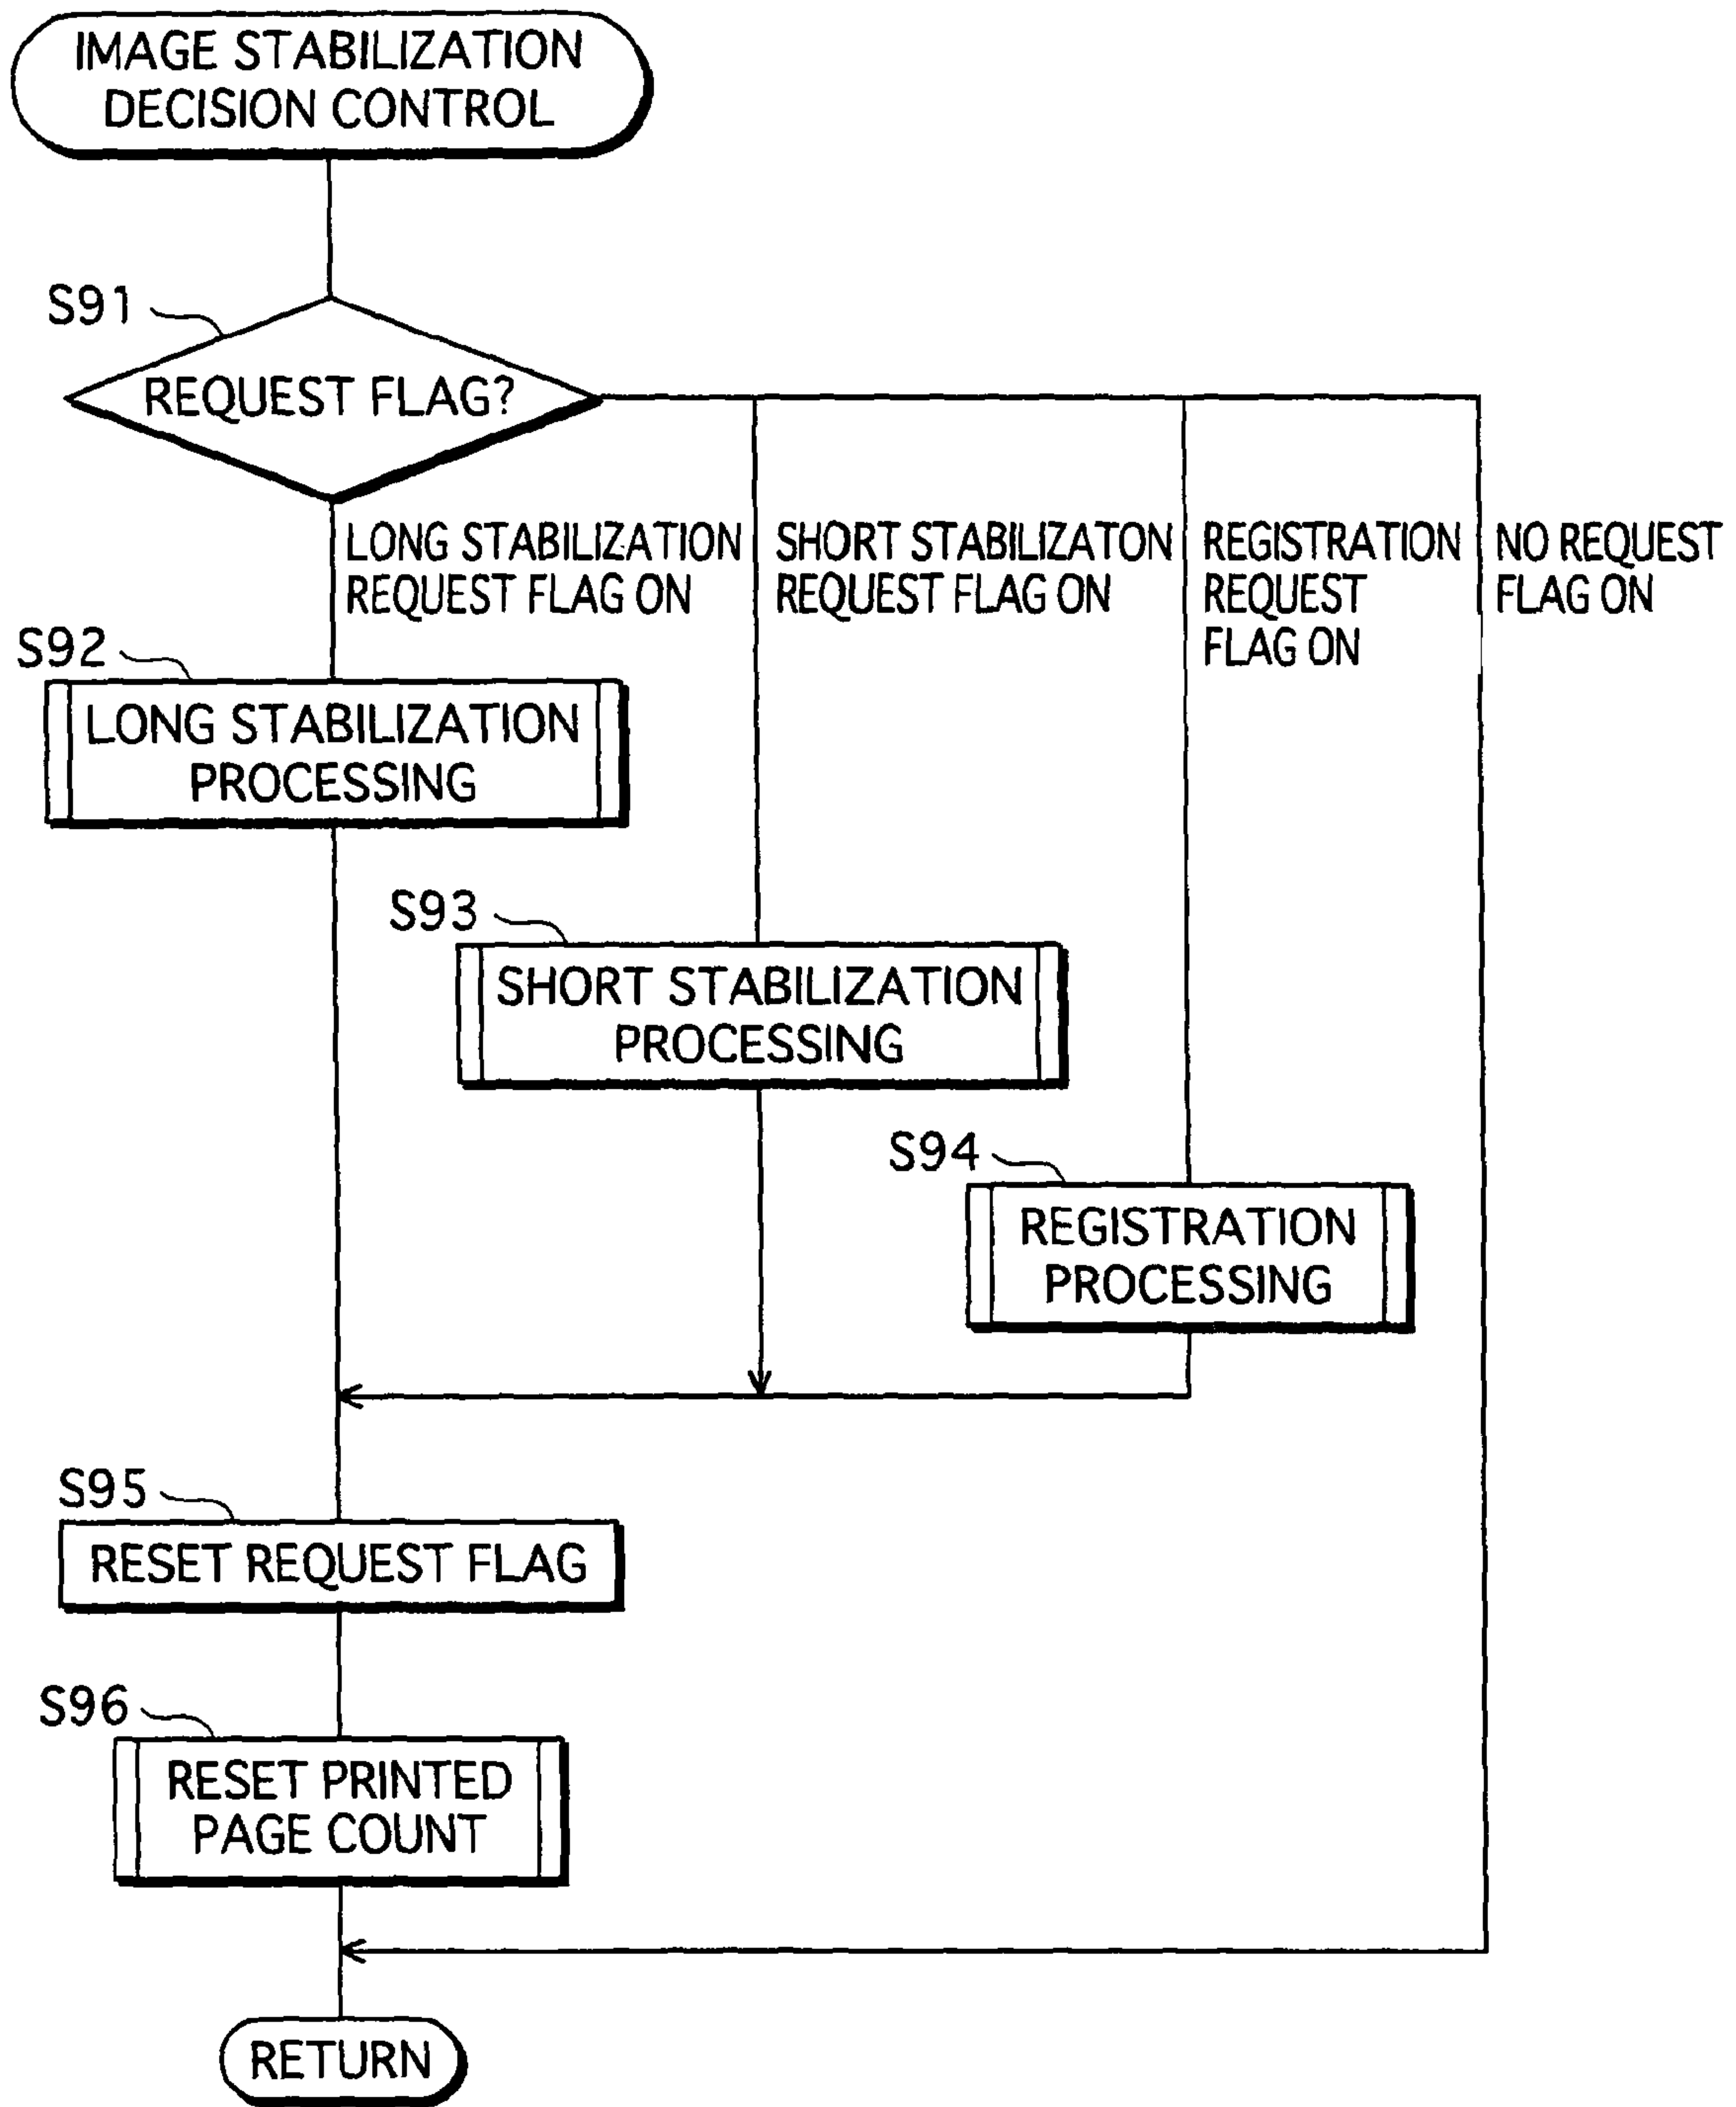 IMAGE STABILIZATION
DECISION CONTROL
S91
REQUEST FLAG?
LONG STABILIZATION
REQUEST FLAG ON
SHORT STABILIZATON
REQUEST FLAG ON
REGISTRATION
REQUEST
FLAG ON
NO REQUEST
FLAG ON
S92
LONG STABILIZATION
PROCESSING
S93
SHORT STABILIZATION
PROCESSING
S94
REGISTRATION
PROCESSING
S95
RESET REQUEST FLAG
S96
RESET PRINTED
PAGE COUNT
RETURN